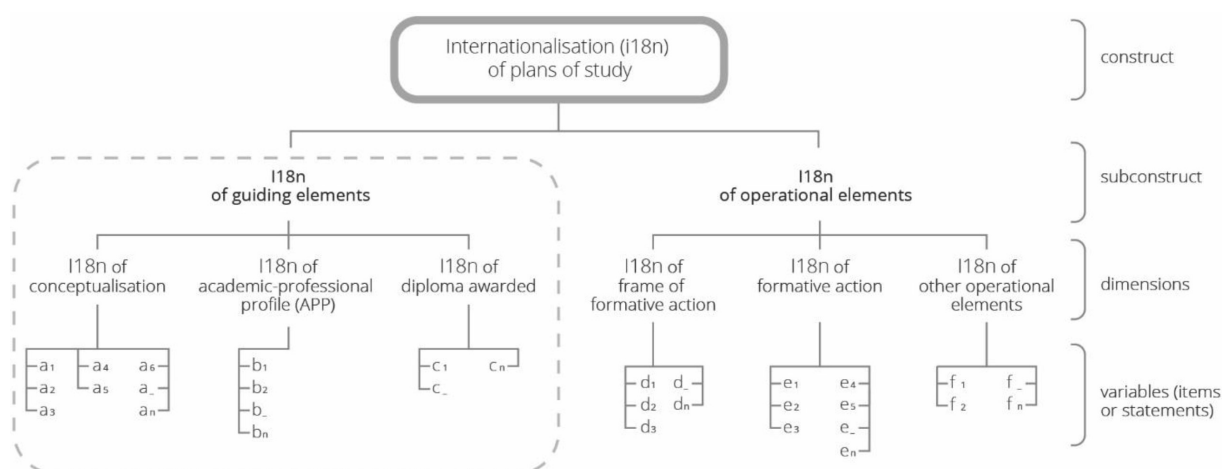 Internationalisation (i18n)
of plans of study
construct
I18n
of guiding elements
I18n
of operational elements
subconstruct
I18n of
conceptualisation
I18n of
academic-professional
profile (APP)
I18n of
diploma awarded
I18n of
frame of
formative action
I18n of
formative action
I18n of
other operational
elements
dimensions
a₁ a₄ a₆
a₂ a₅ a_
a₃ aₙ
b₁
b₂
b_
bₙ
c₁ cₙ
c_
d₁ d_
d₂ dₙ
d₃
e₁ e₄
e₂ e₅
e₃ e_
eₙ
f₁ f_
f₂ fₙ
variables (items
or statements)